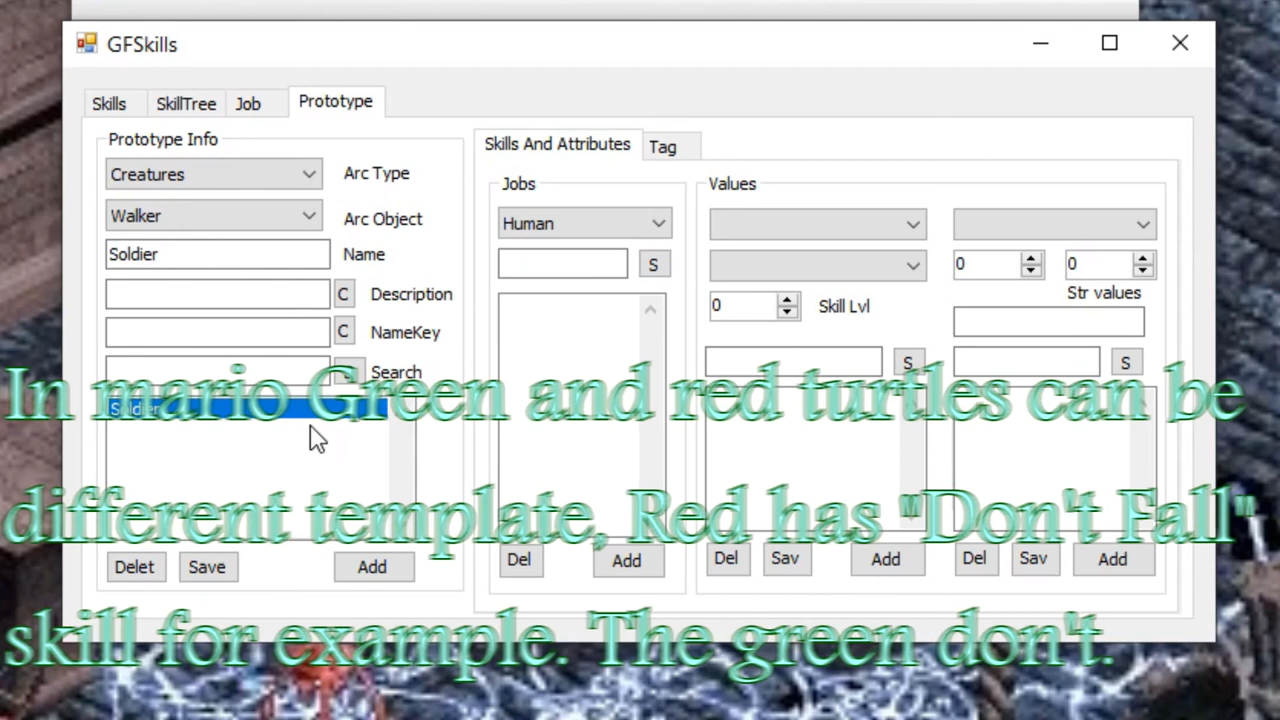 GFSkills
Skills SkillTree Job Prototype
Prototype Info
Creatures Arc Type
Walker Arc Object
Soldier Name
C Description
C NameKey
Search
Soldier
Delet Save Add
Skills And Attributes Tag
Jobs
Human
S
Del Add
Values
0 0
Str values
0 Skill Lvl
S S
Del Sav Add
Del Sav Add
In mario Green and red turtles can be
different template, Red has "Don't Fall"
skill for example. The green don't.